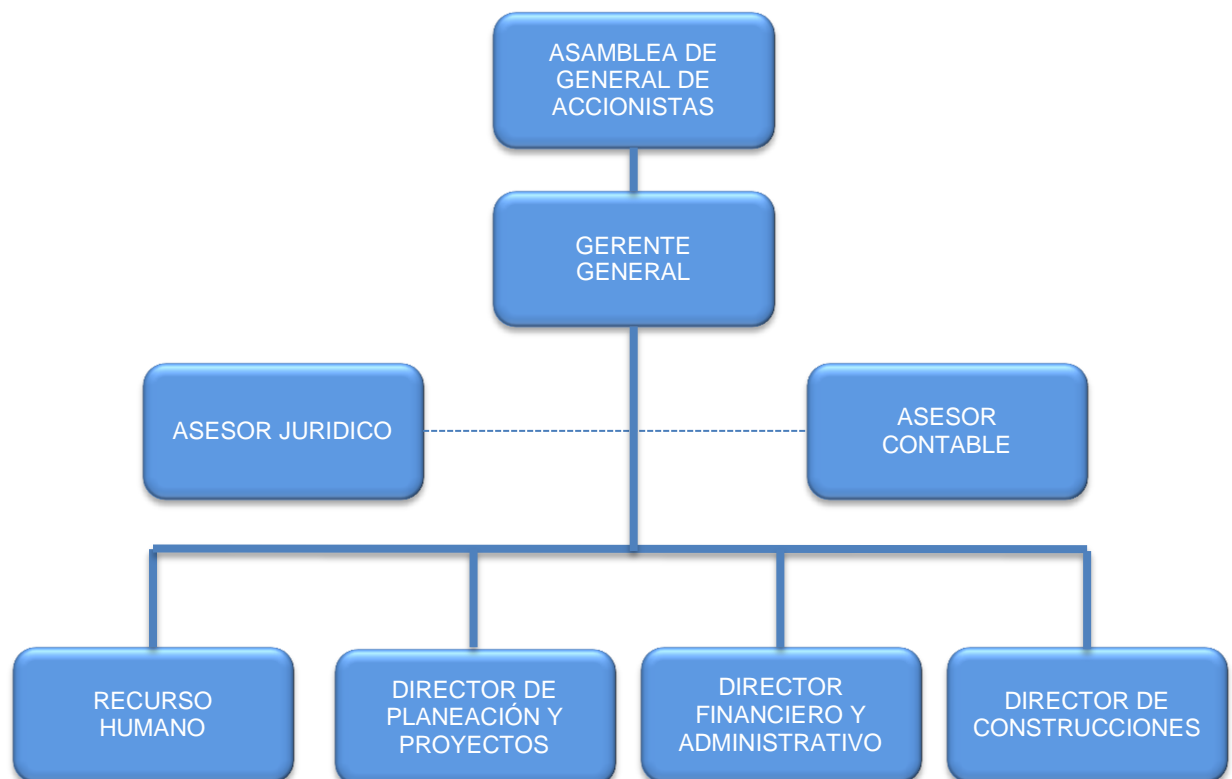 ASAMBLEA DE
GENERAL DE
ACCIONISTAS
GERENTE
GENERAL
ASESOR JURIDICO
ASESOR
CONTABLE
RECURSO
HUMANO
DIRECTOR DE
PLANEACIÓN Y
PROYECTOS
DIRECTOR
FINANCIERO Y
ADMINISTRATIVO
DIRECTOR DE
CONSTRUCCIONES